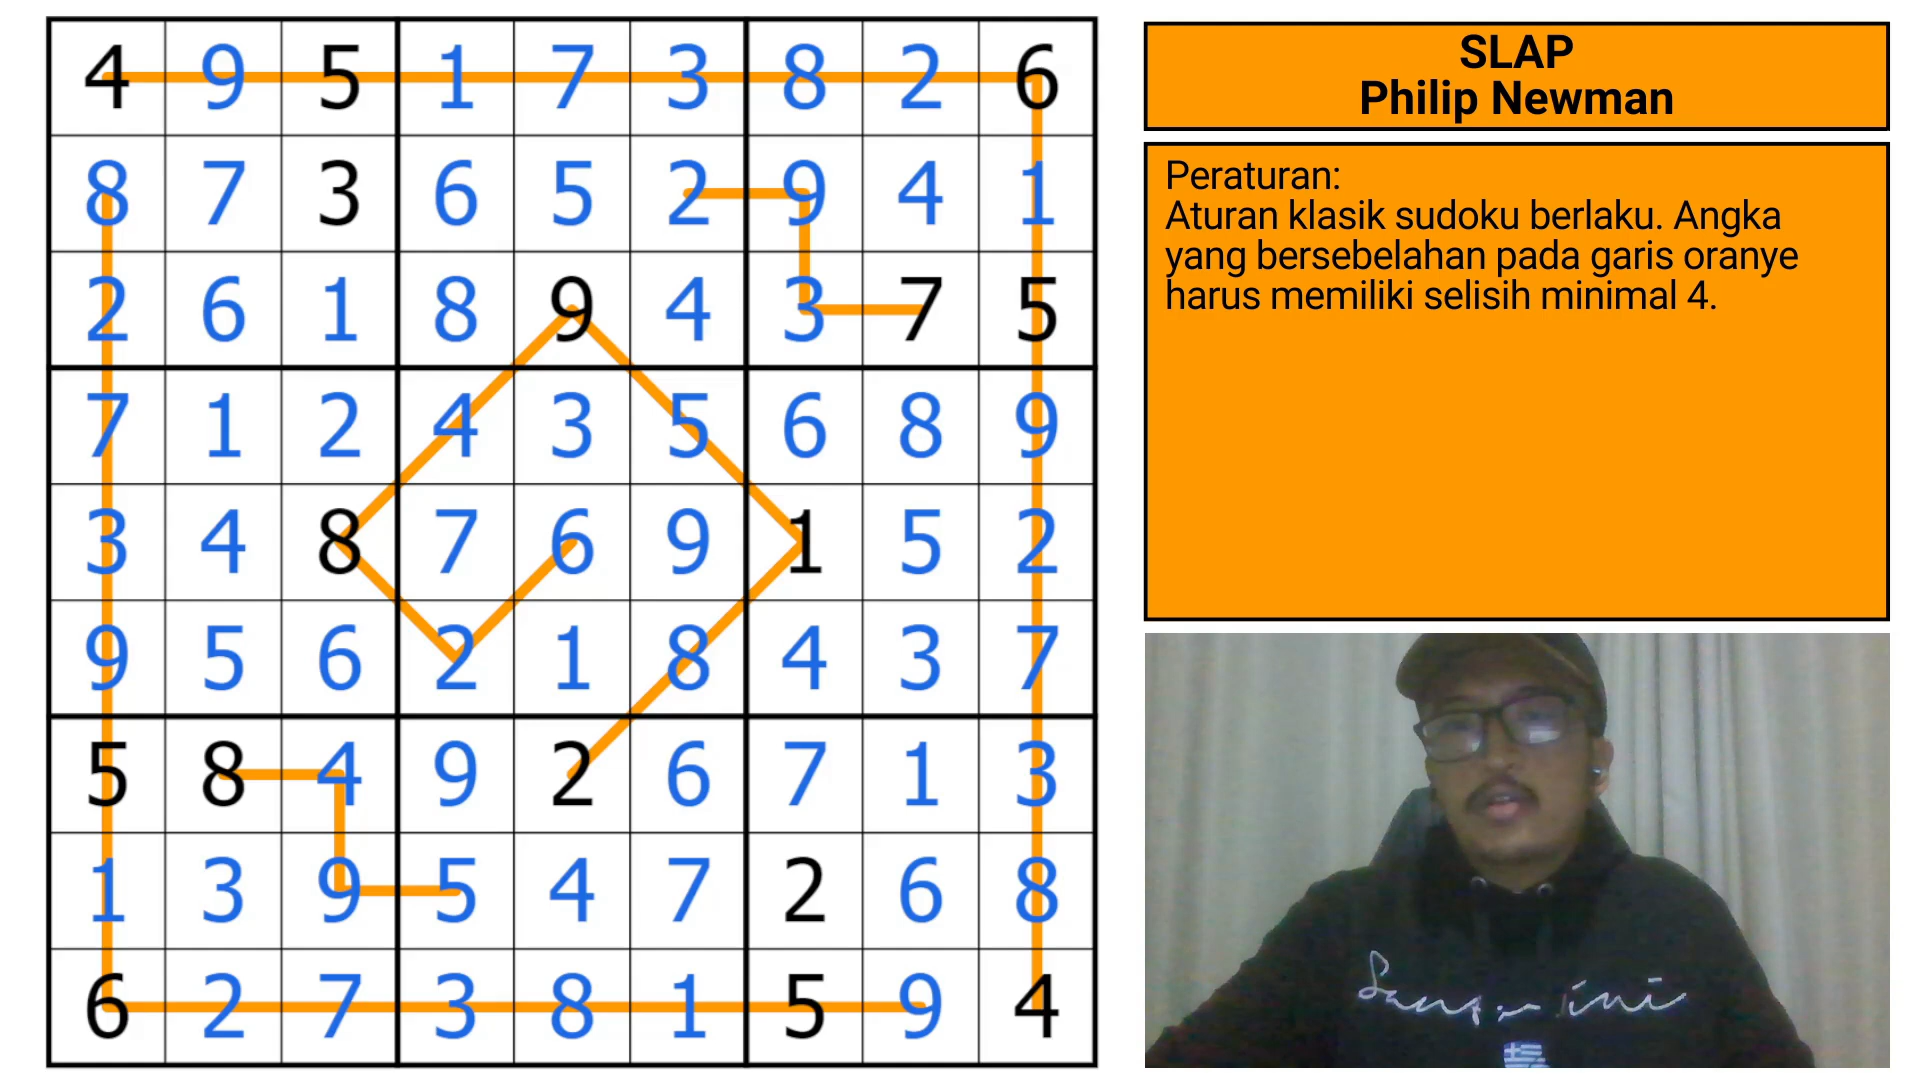 4 9 5 1 7 3 8 2 6
8 7 3 6 5 2 9 4 1
2 6 1 8 9 4 3 7 5
7 1 2 4 3 5 6 8 9
3 4 8 7 6 9 1 5 2
9 5 6 2 1 8 4 3 7
5 8 4 9 2 6 7 1 3
1 3 9 5 4 7 2 6 8
6 2 7 3 8 1 5 9 4
SLAP
Philip Newman
Peraturan:
Aturan klasik sudoku berlaku. Angka
yang bersebelahan pada garis oranye
harus memiliki selisih minimal 4.